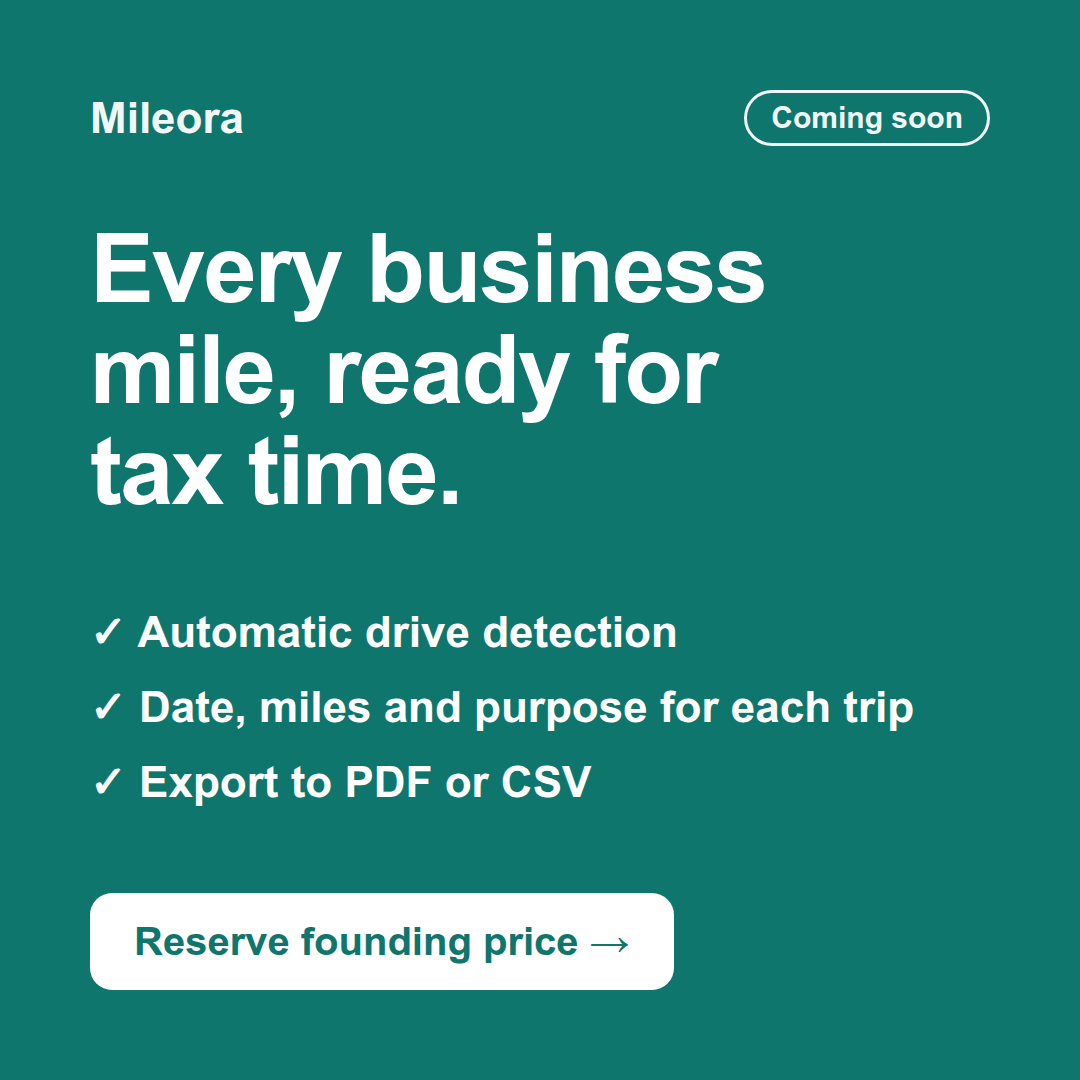 Mileora
Coming soon
Every business
mile, ready for
tax time.
✓ Automatic drive detection
✓ Date, miles and purpose for each trip
✓ Export to PDF or CSV
Reserve founding price →